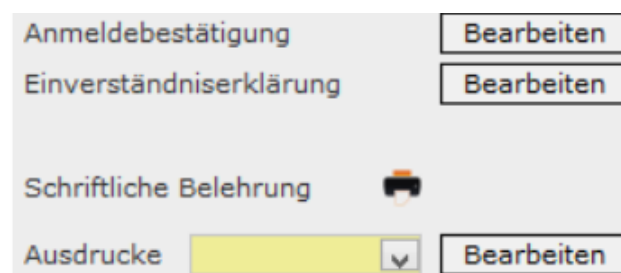 Anmeldebestätigung Bearbeiten
Einverständniserklärung Bearbeiten
Schriftliche Belehrung
Ausdrucke Bearbeiten